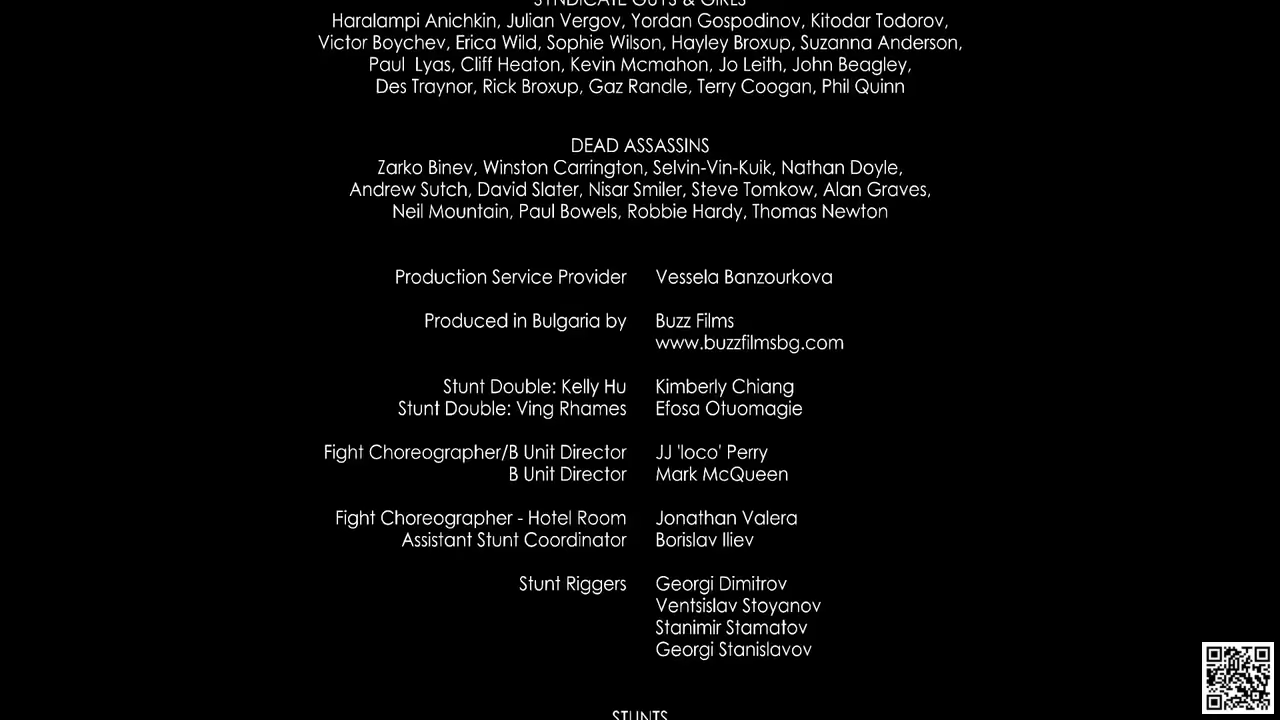 SYNDICATE GUYS & GIRLS
Haralampi Anichkin, Julian Vergov, Yordan Gospodinov, Kitodar Todorov,
Victor Boychev, Erica Wild, Sophie Wilson, Hayley Broxup, Suzanna Anderson,
Paul Lyas, Cliff Heaton, Kevin Mcmahon, Jo Leith, John Beagley,
Des Traynor, Rick Broxup, Gaz Randle, Terry Coogan, Phil Quinn
DEAD ASSASSINS
Zarko Binev, Winston Carrington, Selvin-Vin-Kuik, Nathan Doyle,
Andrew Sutch, David Slater, Nisar Smiler, Steve Tomkow, Alan Graves,
Neil Mountain, Paul Bowels, Robbie Hardy, Thomas Newton
Production Service Provider Vessela Banzourkova
Produced in Bulgaria by Buzz Films
www.buzzfilmsbg.com
Stunt Double: Kelly Hu Kimberly Chiang
Stunt Double: Ving Rhames Efosa Otuomagie
Fight Choreographer/B Unit Director JJ 'loco' Perry
B Unit Director Mark McQueen
Fight Choreographer - Hotel Room Jonathan Valera
Assistant Stunt Coordinator Borislav Iliev
Stunt Riggers Georgi Dimitrov
Ventsislav Stoyanov
Stanimir Stamatov
Georgi Stanislavov
STUNTS